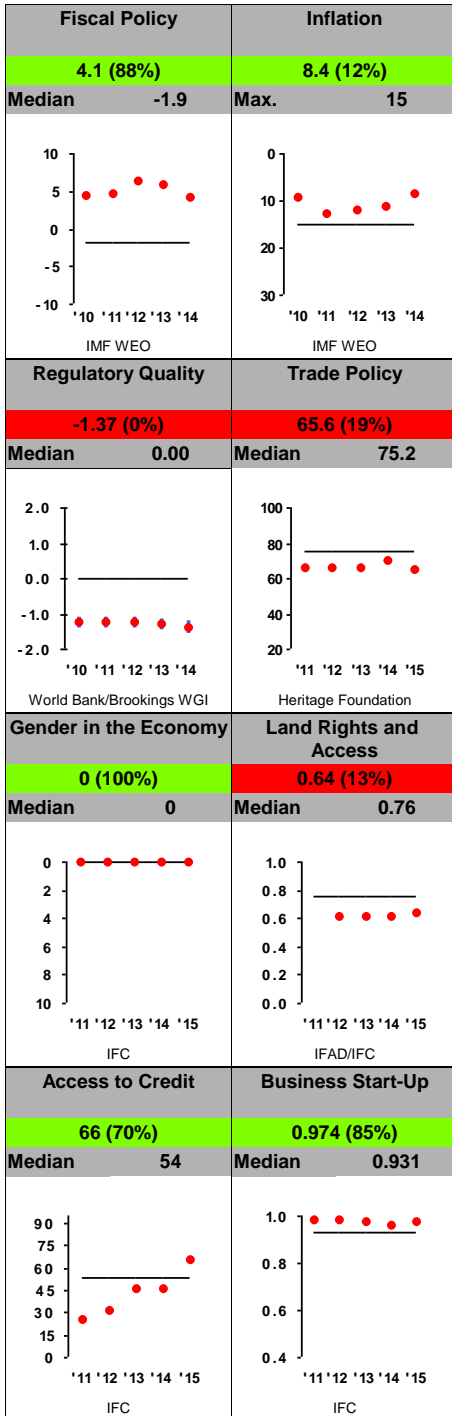 Fiscal Policy
4.1 (88%)
Median -1.9
10
5
0
-5
-10
'10 '11 '12 '13 '14
IMF WEO
Inflation
8.4 (12%)
Max. 15
0
10
20
30
'10 '11 '12 '13 '14
IMF WEO
Regulatory Quality
-1.37 (0%)
Median 0.00
2.0
1.0
0.0
-1.0
-2.0
'10 '11 '12 '13 '14
World Bank/Brookings WGI
Trade Policy
65.6 (19%)
Median 75.2
100
80
60
40
20
'11 '12 '13 '14 '15
Heritage Foundation
Gender in the Economy
0 (100%)
Median 0
0
2
4
6
8
10
'11 '12 '13 '14 '15
IFC
Land Rights and
Access
0.64 (13%)
Median 0.76
1.0
0.8
0.6
0.4
0.2
0.0
'11 '12 '13 '14 '15
IFAD/IFC
Access to Credit
66 (70%)
Median 54
90
75
60
45
30
15
0
'11 '12 '13 '14 '15
IFC
Business Start-Up
0.974 (85%)
Median 0.931
1.0
0.8
0.6
0.4
'11 '12 '13 '14 '15
IFC